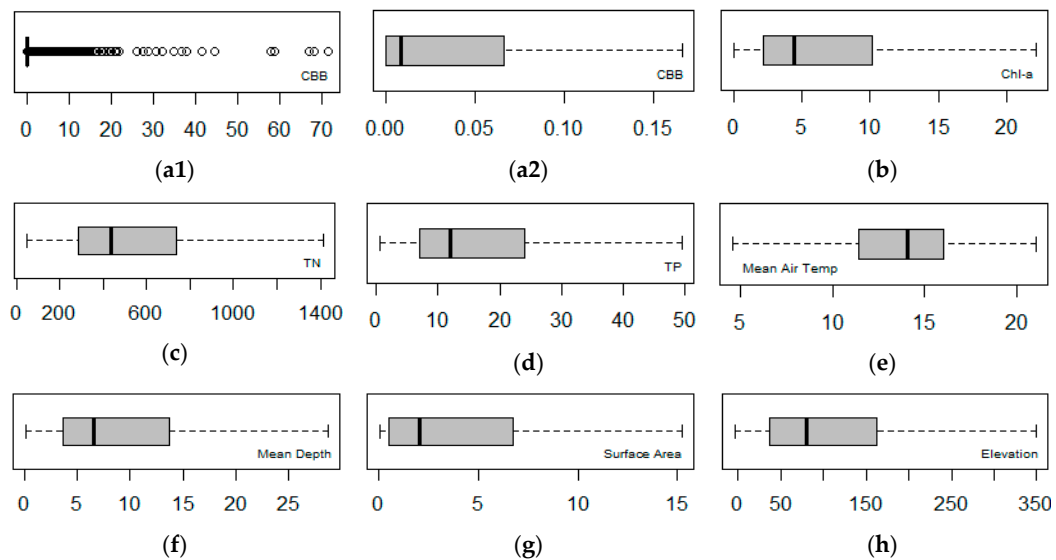 CBB
0 10 20 30 40 50 60 70
(a1)
CBB
0.00 0.05 0.10 0.15
(a2)
Chl-a
0 5 10 15 20
(b)
TN
0 200 600 1000 1400
(c)
TP
0 10 20 30 40 50
(d)
Mean Air Temp
5 10 15 20
(e)
Mean Depth
0 5 10 15 20 25
(f)
Surface Area
0 5 10 15
(g)
Elevation
0 50 150 250 350
(h)